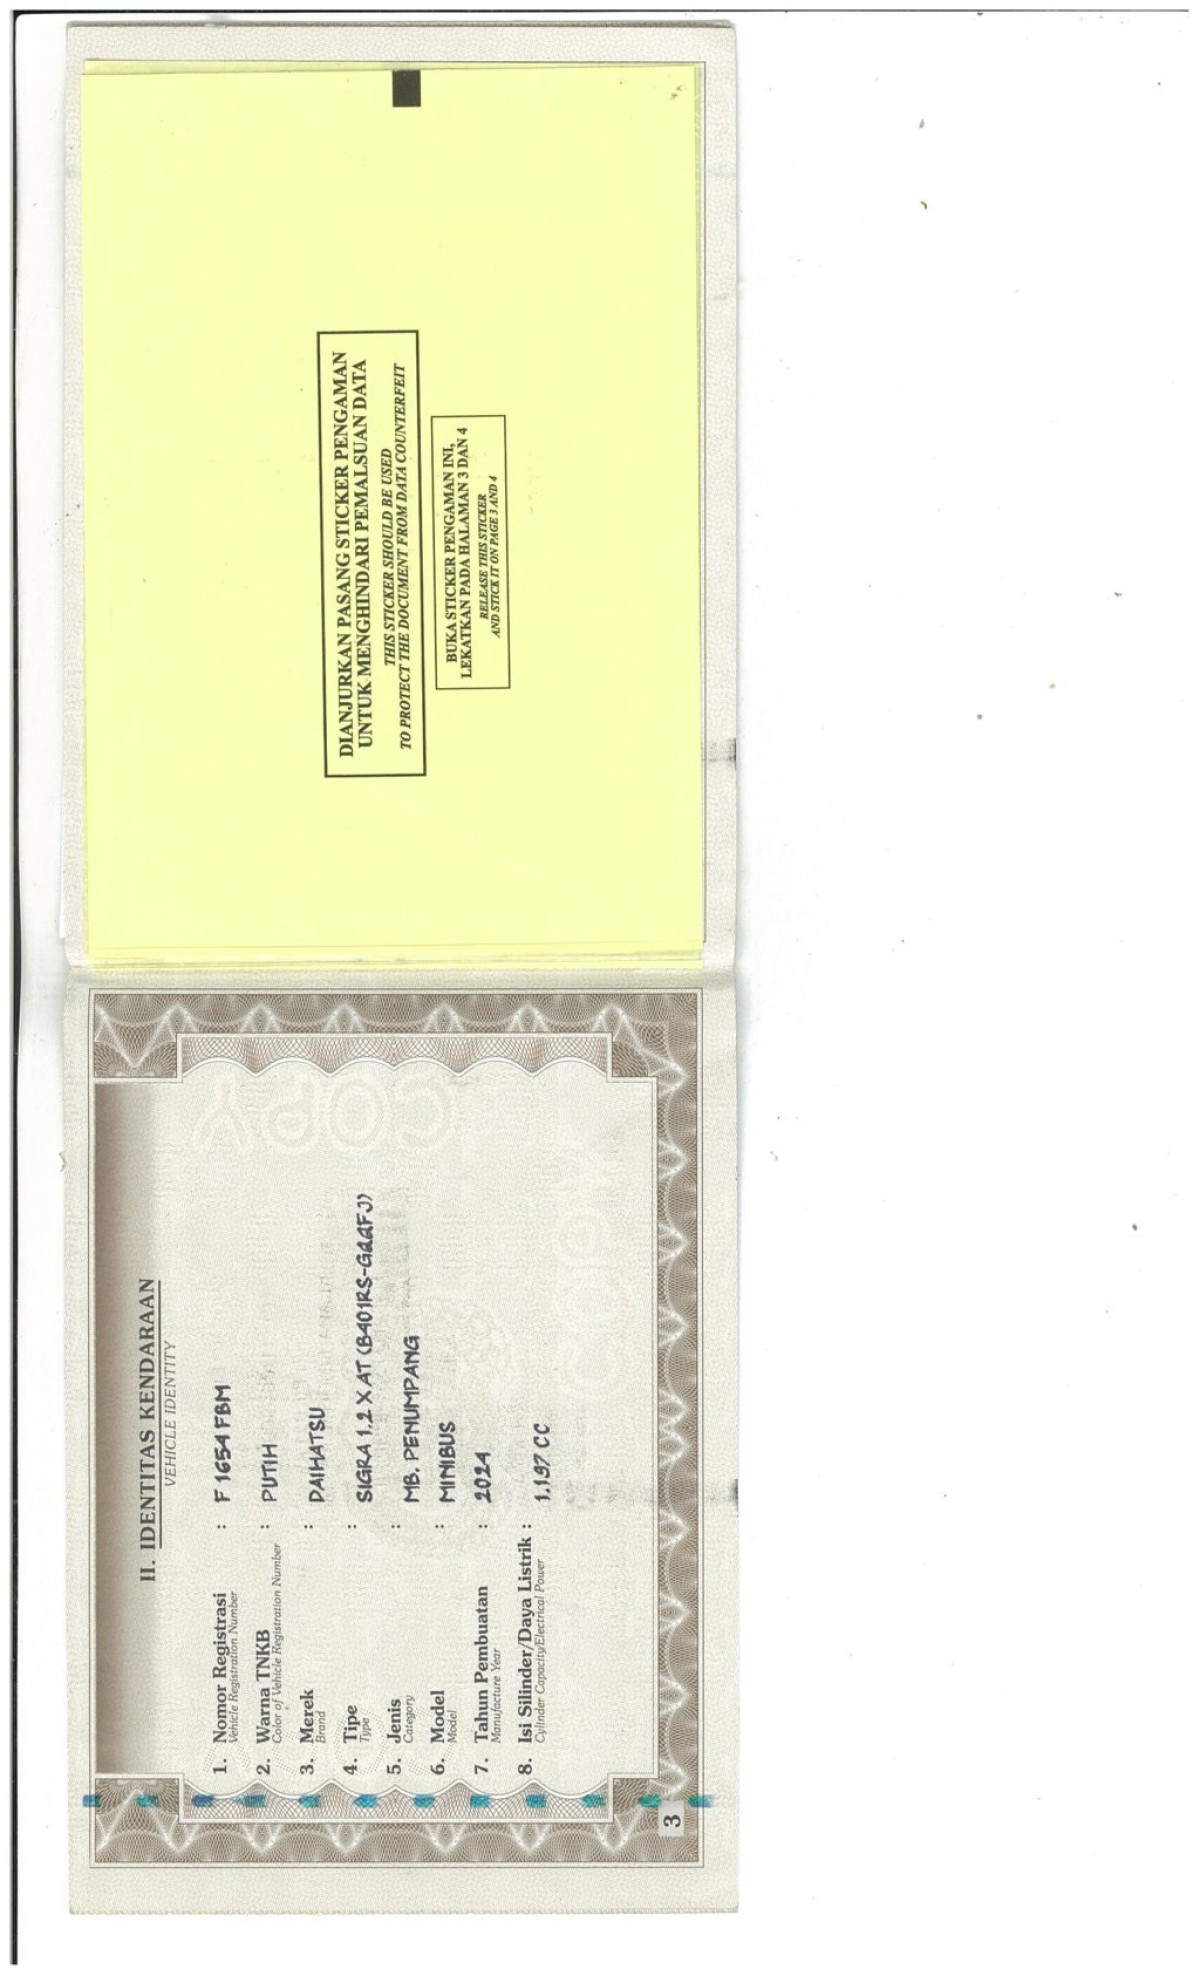 II. IDENTITAS KENDARAAN
VEHICLE IDENTITY
1. Nomor Registrasi : F 1654 FBM
Vehicle Registration Number
2. Warna TNKB : PUTIH
Color of Vehicle Registration Number
3. Merek : DAIHATSU
Brand
4. Tipe : SIGRA 1.2 X AT (B401RS-GQQFJ)
Type
5. Jenis : MB. PENUMPANG
Category
6. Model : MINIBUS
Model
7. Tahun Pembuatan : 2024
Manufacture Year
8. Isi Silinder/Daya Listrik : 1.197 CC
Cylinder Capacity/Electrical Power
COPY
3
DIANJURKAN PASANG STICKER PENGAMAN
UNTUK MENGHINDARI PEMALSUAN DATA
THIS STICKER SHOULD BE USED
TO PROTECT THE DOCUMENT FROM DATA COUNTERFEIT
BUKA STICKER PENGAMAN INI,
LEKATKAN PADA HALAMAN 3 DAN 4
RELEASE THIS STICKER
AND STICK IT ON PAGE 3 AND 4